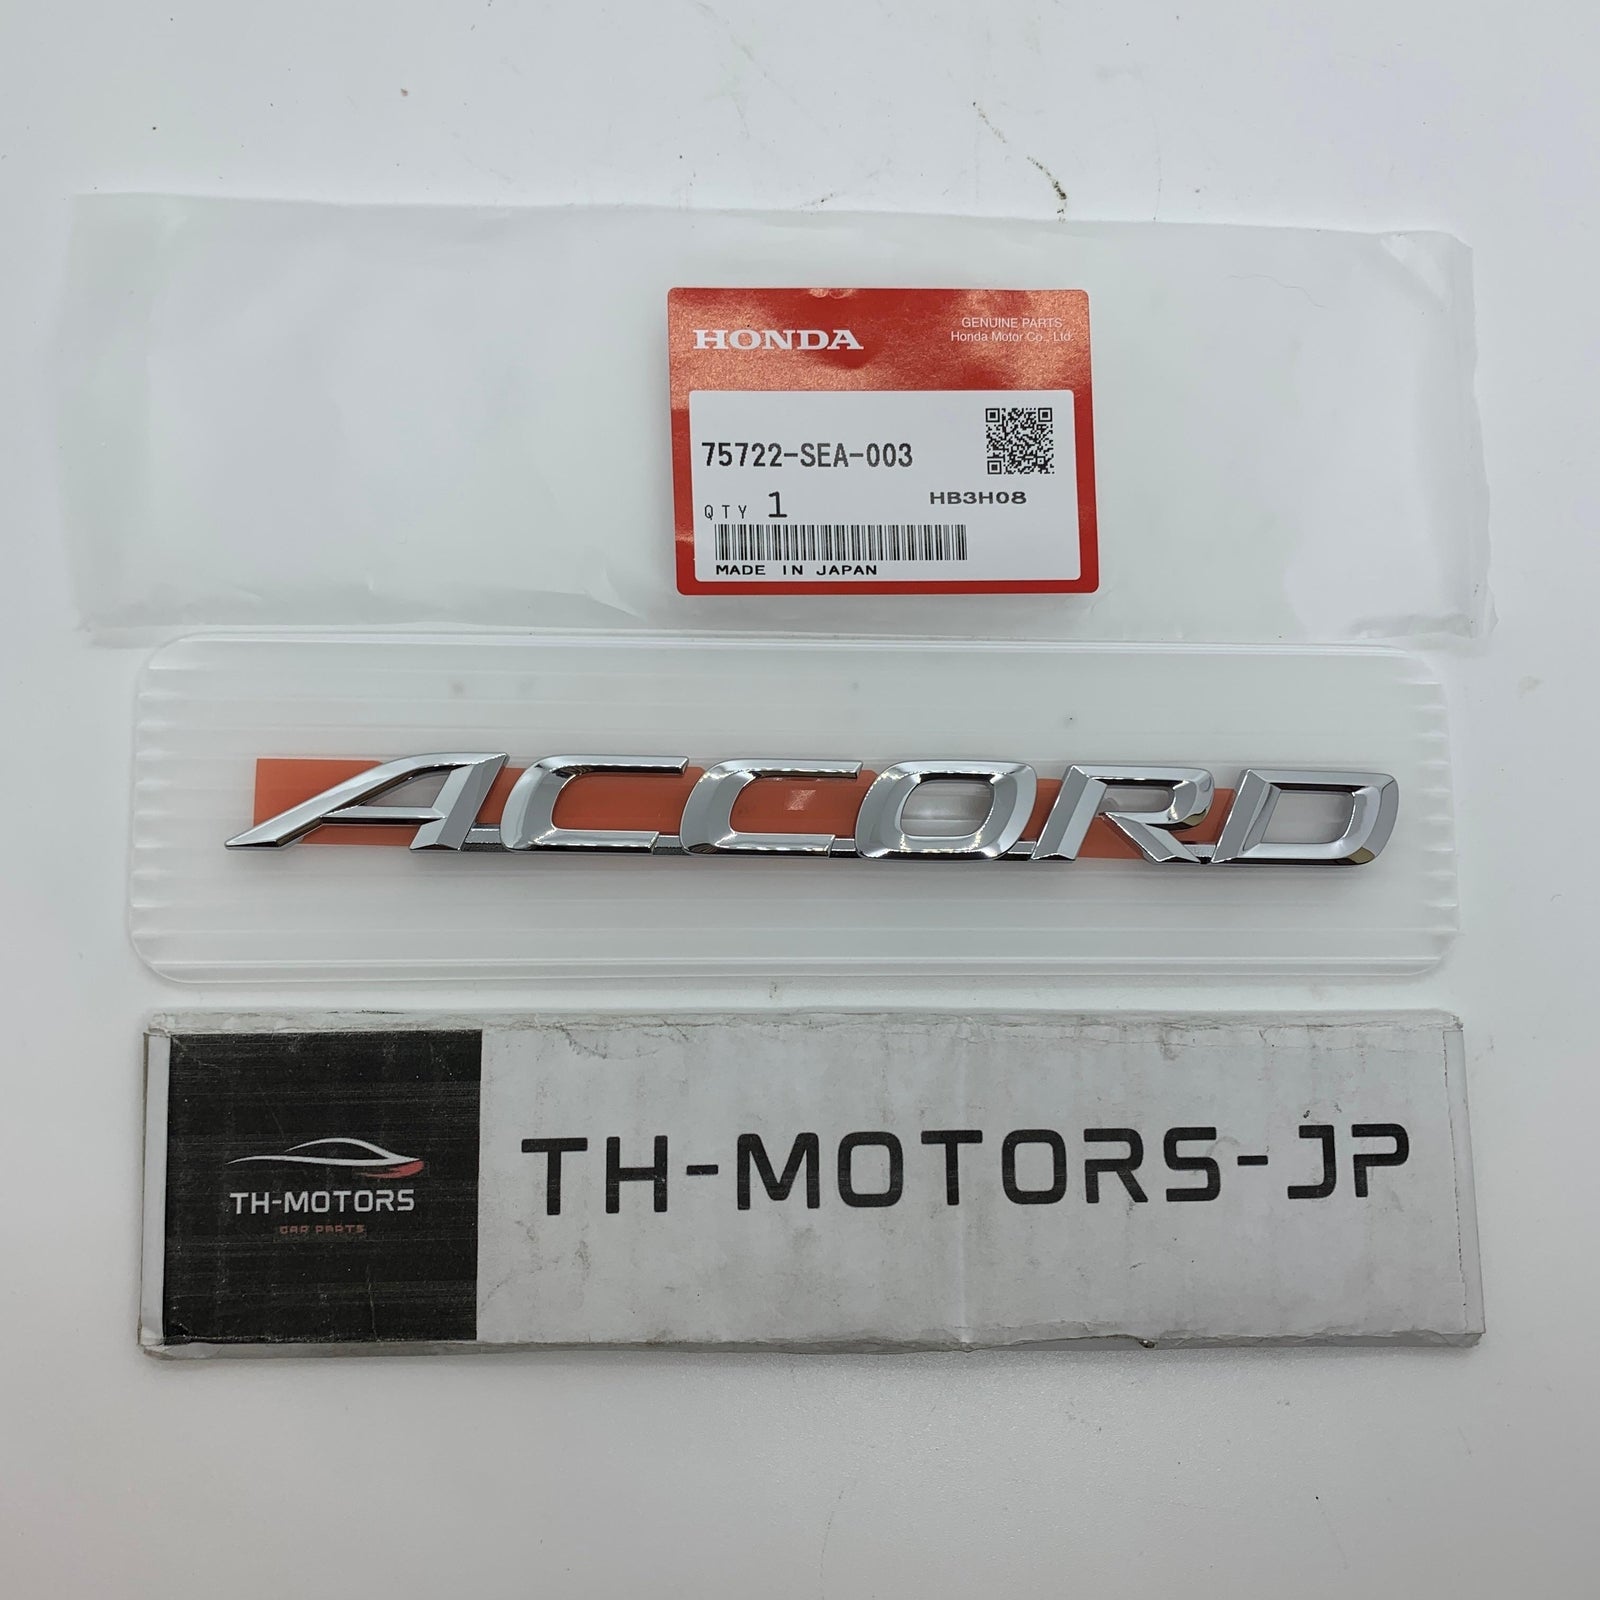 HONDA
GENUINE PARTS
Honda Motor Co., Ltd.
75722-SEA-003
HB3H08
QTY 1
MADE IN JAPAN
ACCORD
TH-MOTORS
CAR PARTS
TH-MOTORS-JP